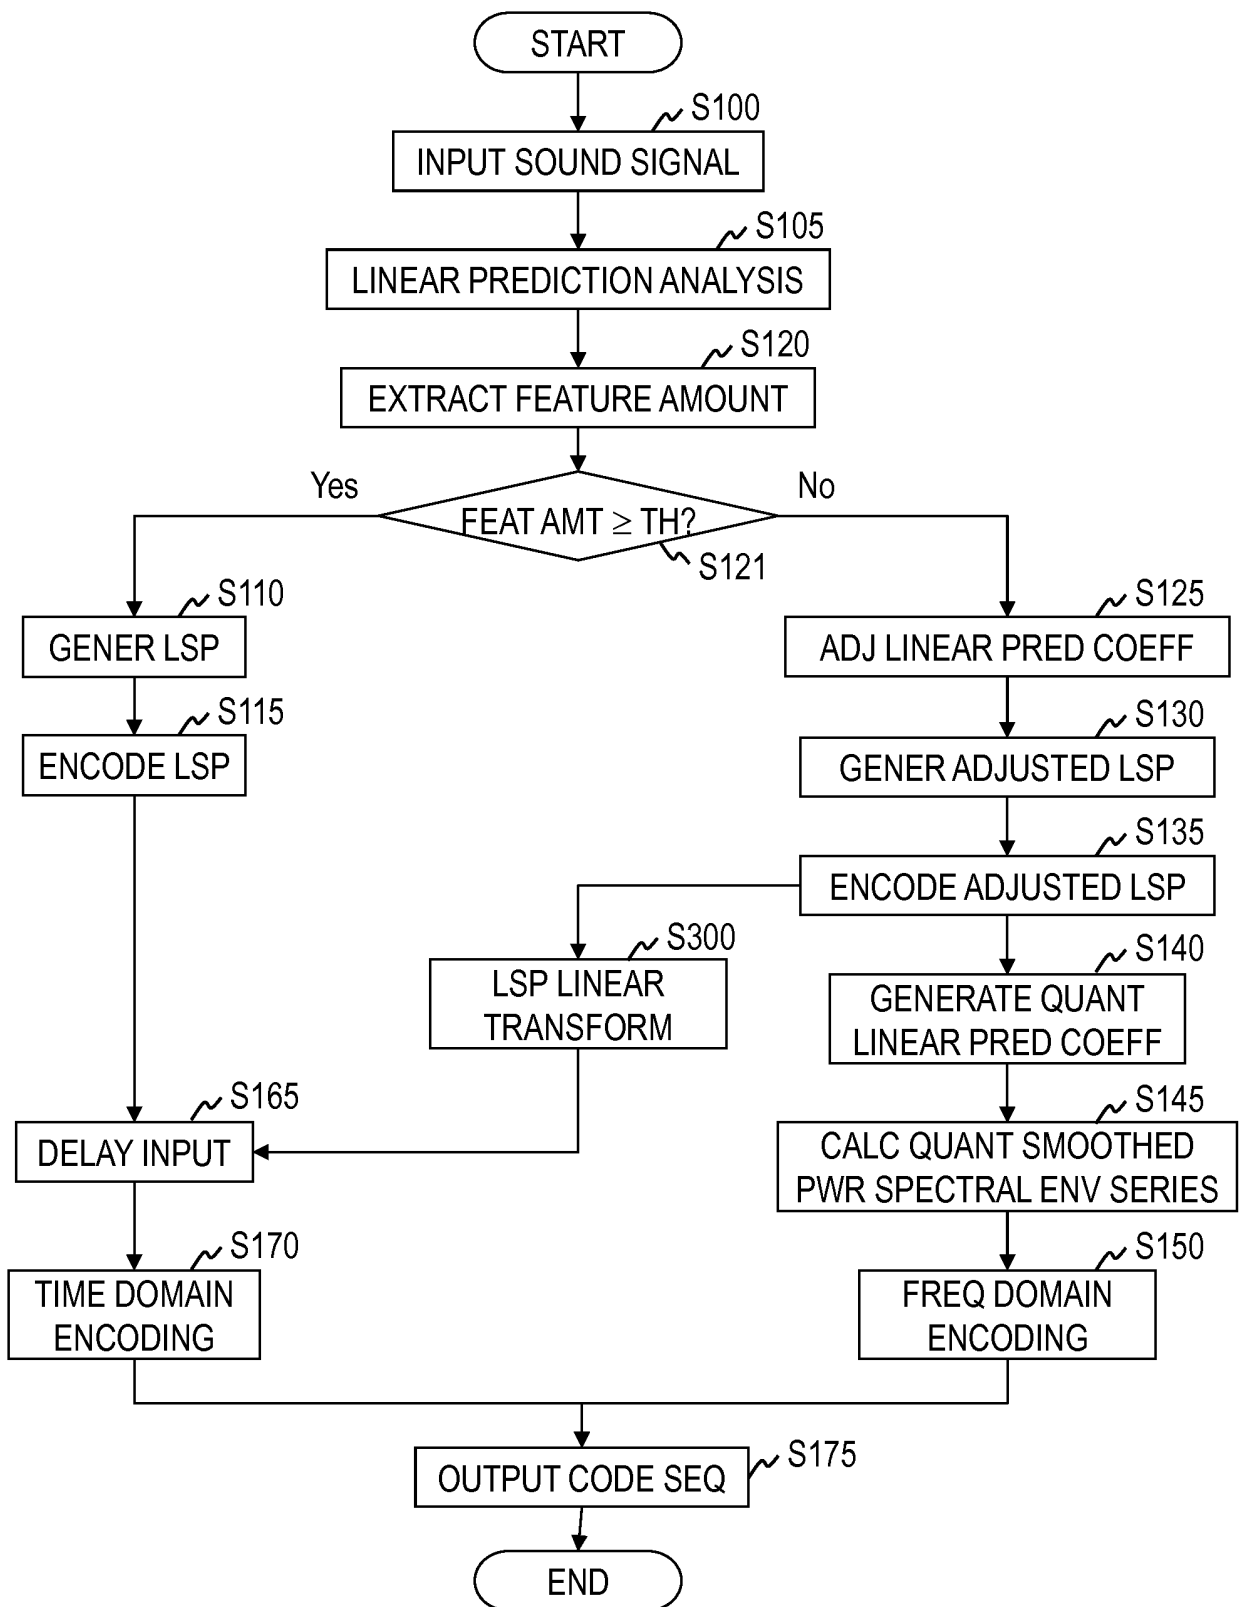 START
S100
INPUT SOUND SIGNAL
S105
LINEAR PREDICTION ANALYSIS
S120
EXTRACT FEATURE AMOUNT
Yes
No
FEAT AMT ≥ TH?
S121
S110
GENER LSP
S115
ENCODE LSP
S125
ADJ LINEAR PRED COEFF
S130
GENER ADJUSTED LSP
S135
ENCODE ADJUSTED LSP
S300
LSP LINEAR
TRANSFORM
S140
GENERATE QUANT
LINEAR PRED COEFF
S165
DELAY INPUT
S145
CALC QUANT SMOOTHED
PWR SPECTRAL ENV SERIES
S170
TIME DOMAIN
ENCODING
S150
FREQ DOMAIN
ENCODING
S175
OUTPUT CODE SEQ
END